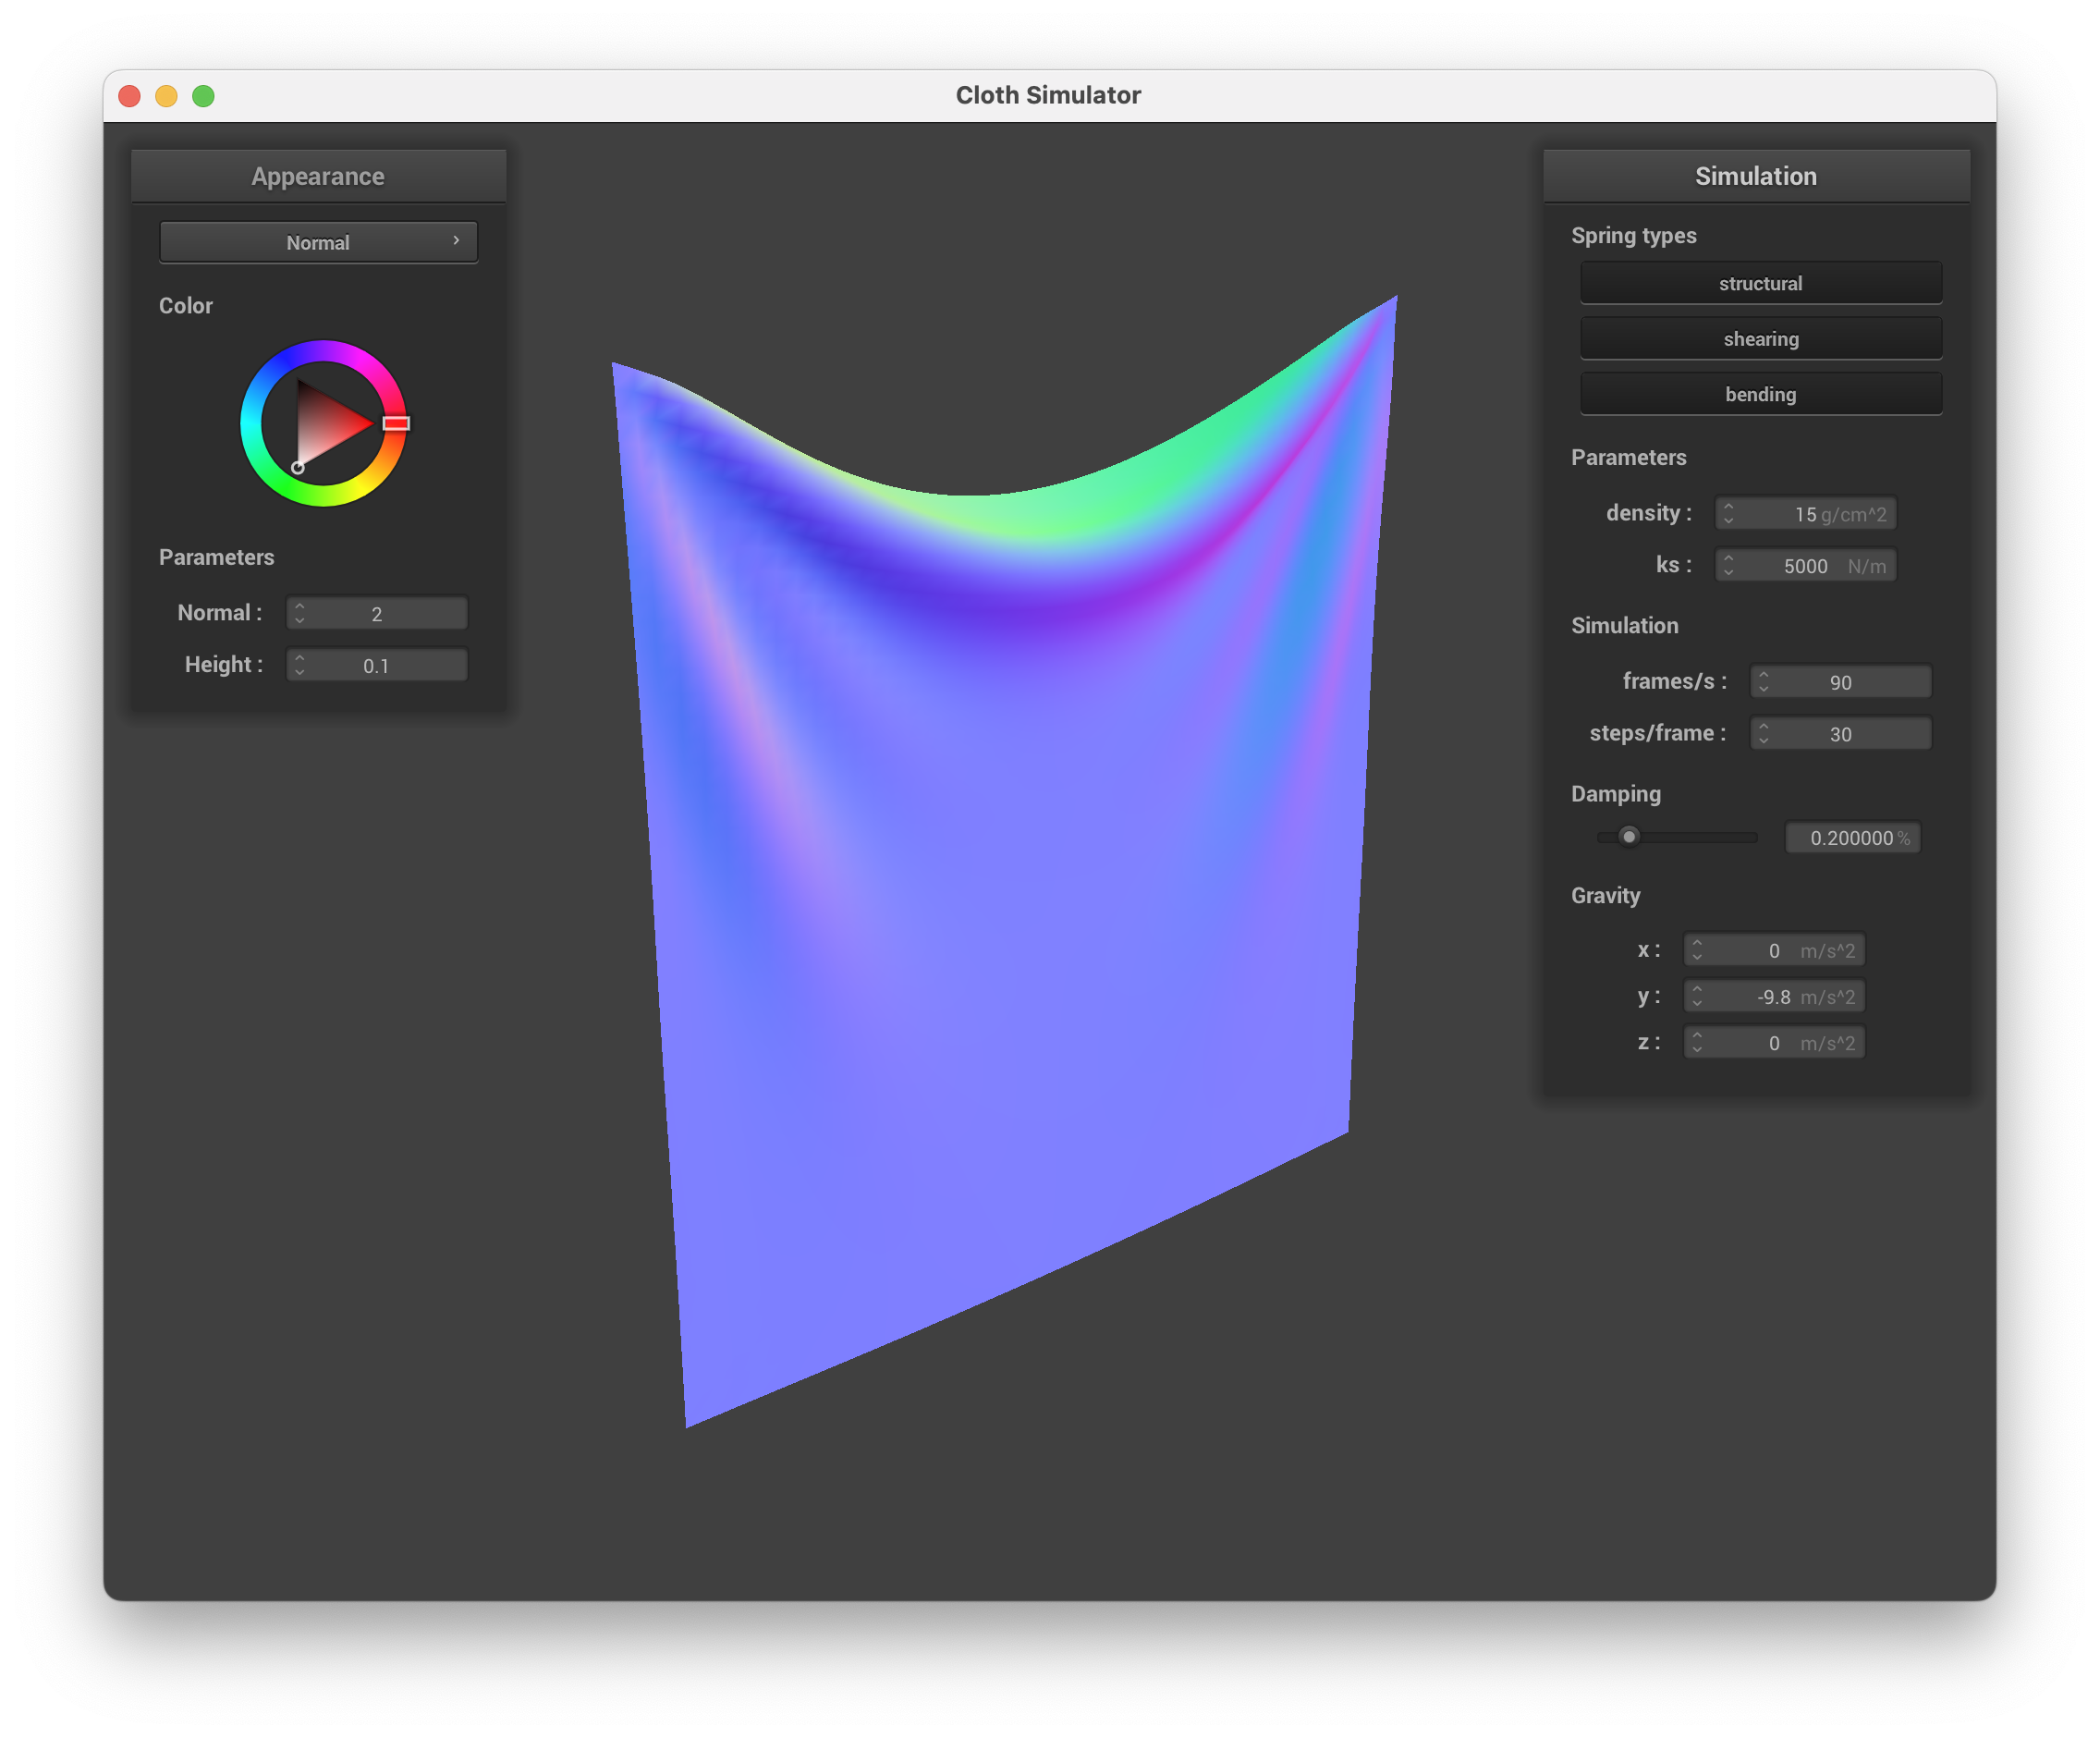 Cloth Simulator
Appearance
Normal
Color
Parameters
Normal : 2
Height : 0.1
Simulation
Spring types
structural
shearing
bending
Parameters
density : 15 g/cm^2
ks : 5000 N/m
Simulation
frames/s : 90
steps/frame : 30
Damping
0.200000 %
Gravity
x : 0 m/s^2
y : -9.8 m/s^2
z : 0 m/s^2